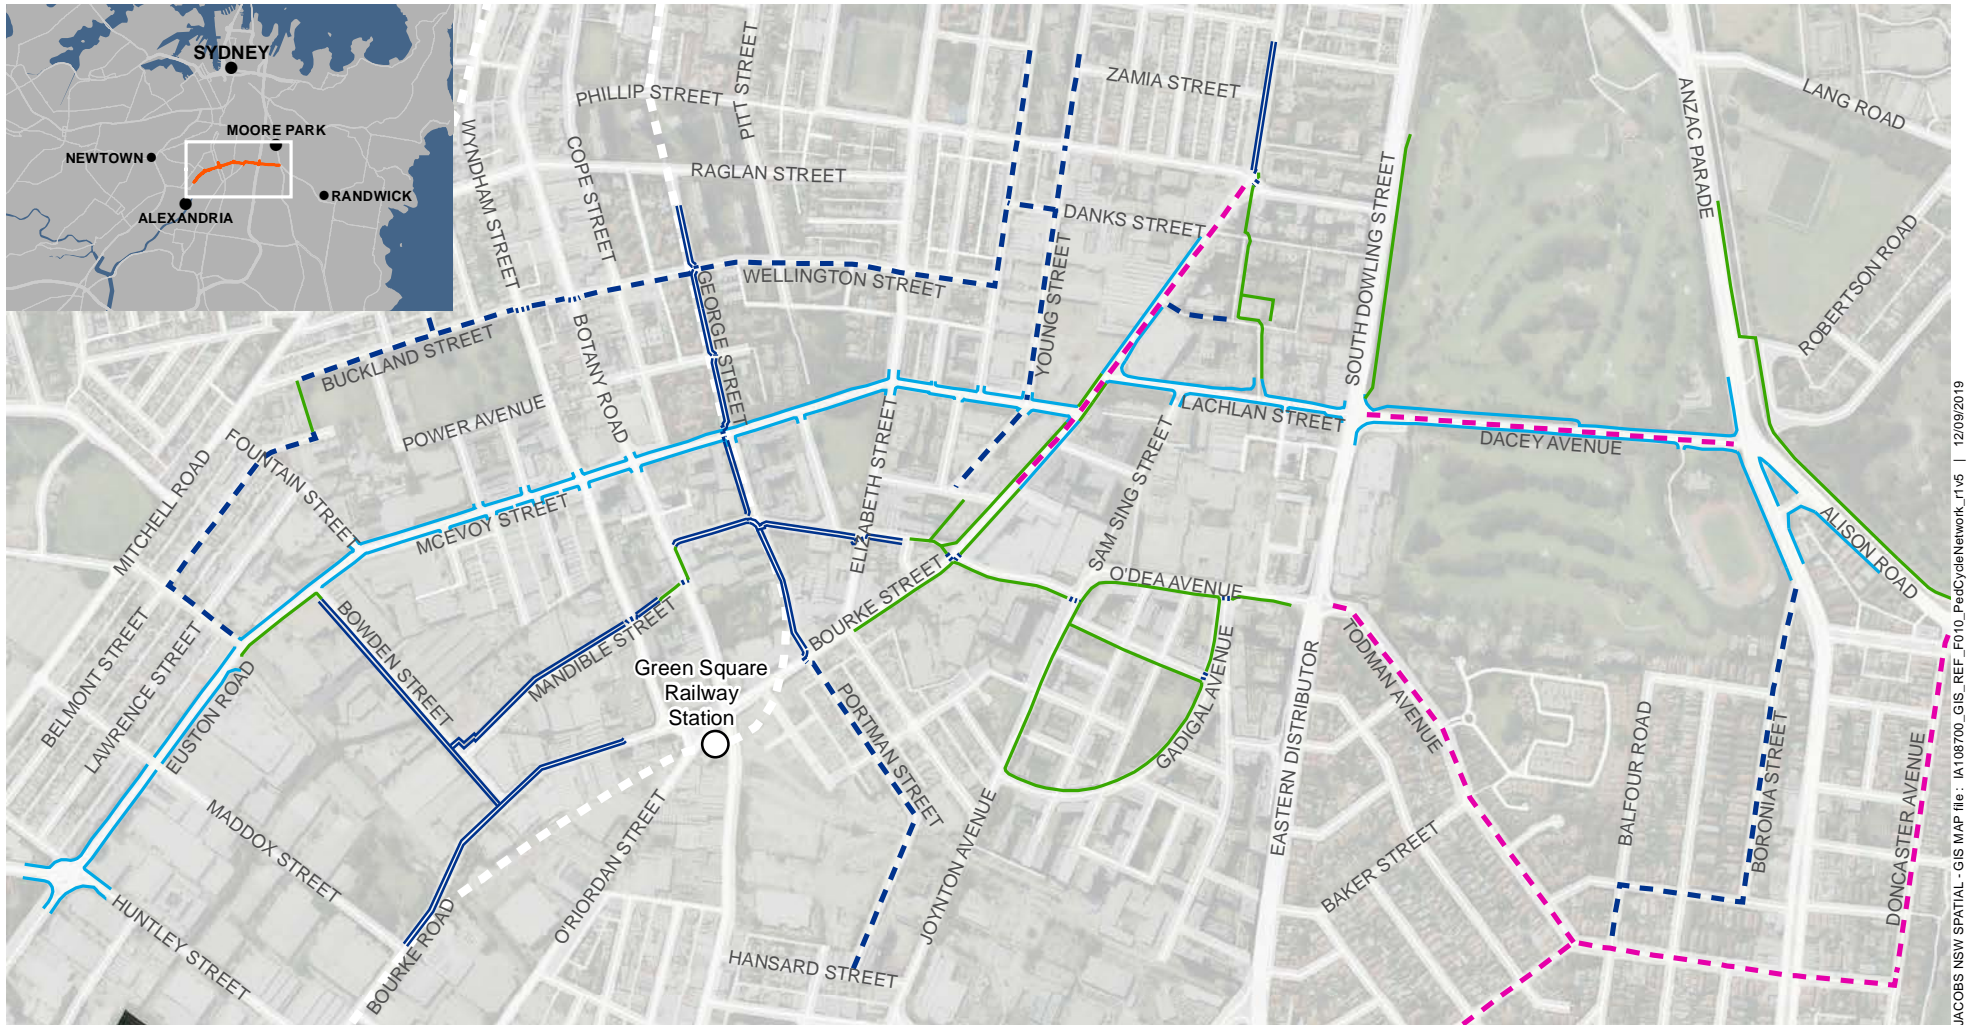 SYDNEY
MOORE PARK
NEWTOWN
RANDWICK
ALEXANDRIA
PHILLIP STREET
PITT STREET
ZAMIA STREET
ANZAC PARADE
LANG ROAD
WYNDHAM STREET
COPE STREET
RAGLAN STREET
DANKS STREET
SOUTH DOWLING STREET
ROBERTSON ROAD
WELLINGTON STREET
GEORGE STREET
YOUNG STREET
BUCKLAND STREET
BOTANY ROAD
POWER AVENUE
FOUNTAIN STREET
MITCHELL ROAD
MCEVOY STREET
ELIZABETH STREET
SAM SING STREET
LACHLAN STREET
DACEY AVENUE
ALISON ROAD
O'DEA AVENUE
BOURKE STREET
BELMONT STREET
LAWRENCE STREET
EUSTON ROAD
BOWDEN STREET
MANDIBLE STREET
Green Square
Railway
Station
PORTMAN STREET
GADIGAL AVENUE
EASTERN DISTRIBUTOR
TODMAN AVENUE
BALFOUR ROAD
BORONIA STREET
DONCASTER AVENUE
MADDOX STREET
HUNTLEY STREET
BOURKE ROAD
O'RIORDAN STREET
JOYNTON AVENUE
BAKER STREET
HANSARD STREET
JACOBS NSW SPATIAL - GIS MAP file : IA108700_GIS_REF_F010_PedCycleNetwork_r1v5 | 12/09/2019